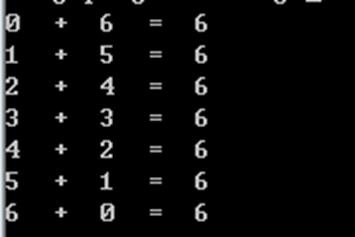 0 + 6 = 6
1 + 5 = 6
2 + 4 = 6
3 + 3 = 6
4 + 2 = 6
5 + 1 = 6
6 + 0 = 6